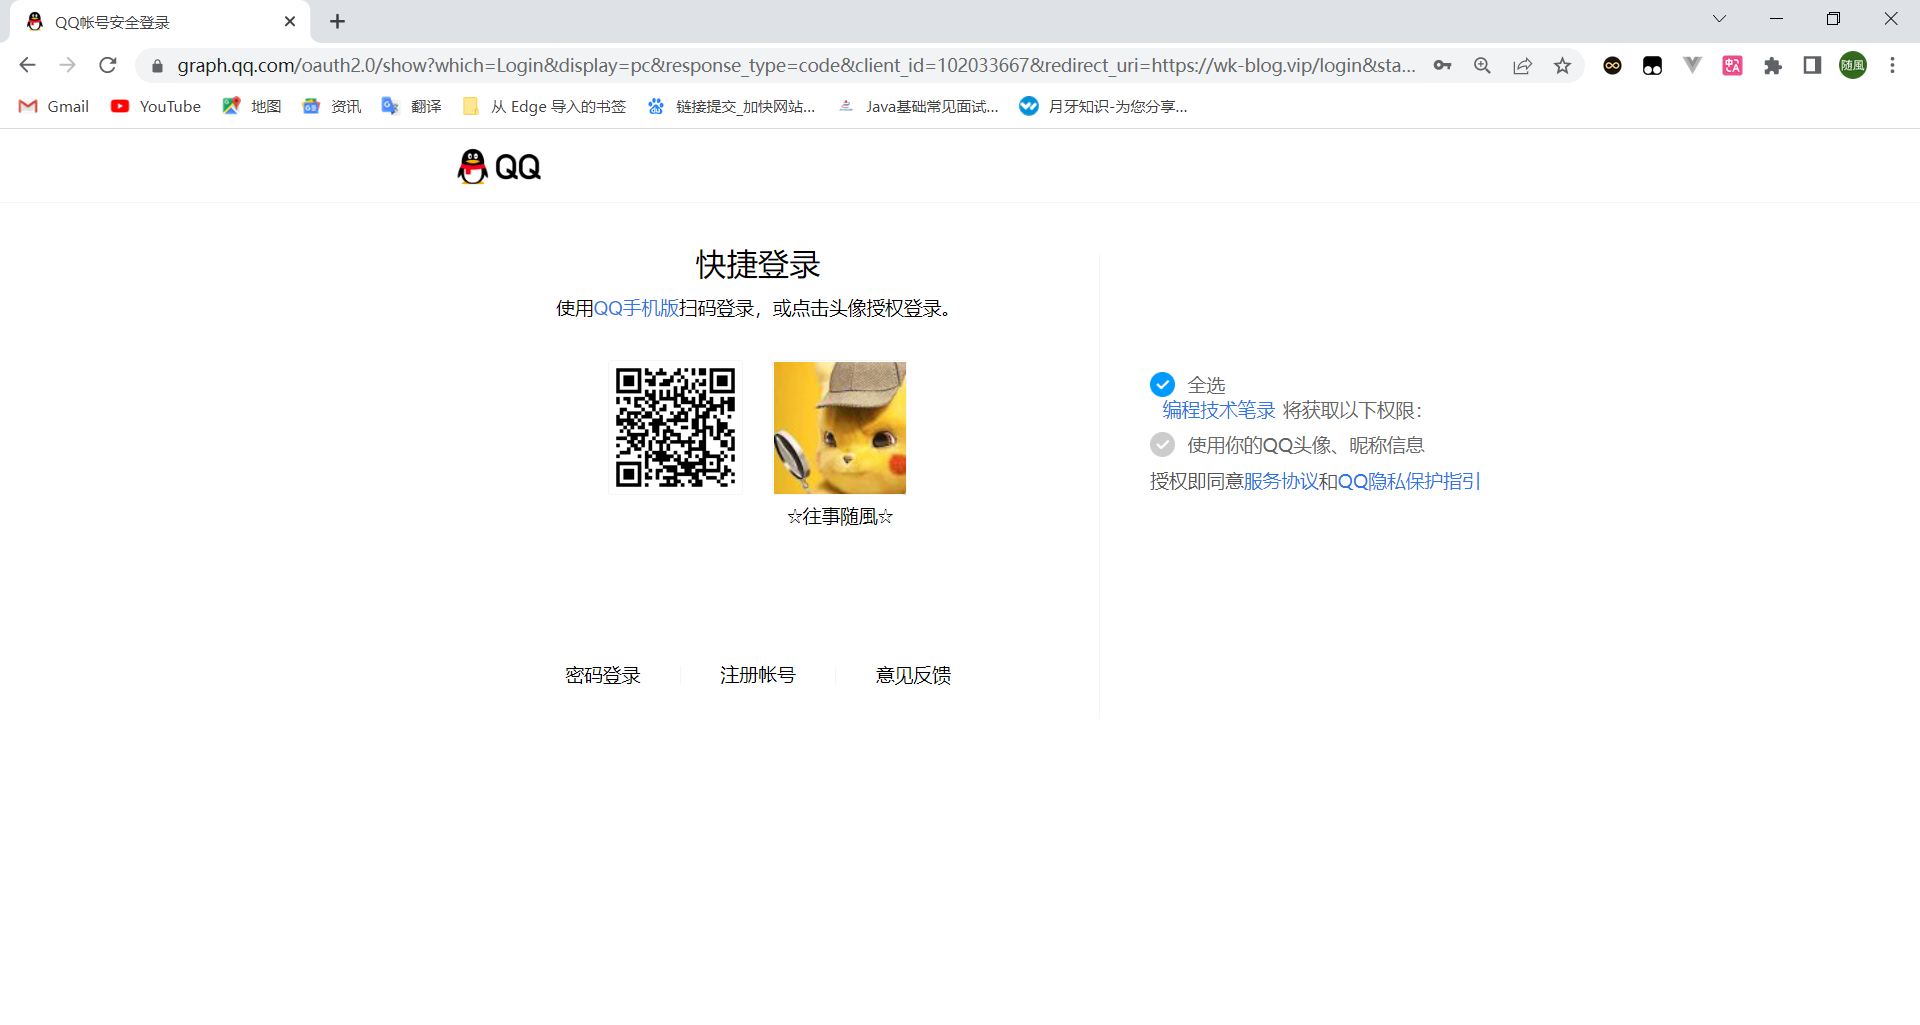 QQ帐号安全登录
graph.qq.com/oauth2.0/show?which=Login&display=pc&response_type=code&client_id=102033667&redirect_uri=https://wk-blog.vip/login&sta...
随風
Gmail
YouTube
地图
资讯
翻译
从 Edge 导入的书签
链接提交_加快网站...
Java基础常见面试...
月牙知识-为您分享...
QQ
快捷登录
使用QQ手机版扫码登录，或点击头像授权登录。
☆往事随風☆
密码登录
注册帐号
意见反馈
全选
编程技术笔录 将获取以下权限：
使用你的QQ头像、昵称信息
授权即同意服务协议和QQ隐私保护指引